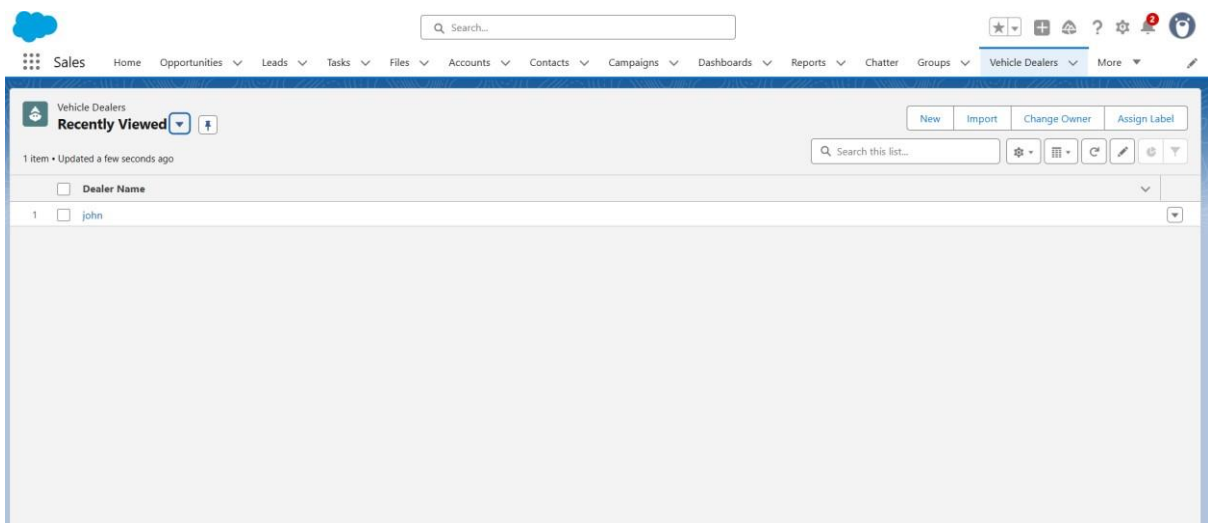 Search...
2
Sales Home Opportunities Leads Tasks Files Accounts Contacts Campaigns Dashboards Reports Chatter Groups Vehicle Dealers More
Vehicle Dealers
Recently Viewed
New Import Change Owner Assign Label
1 item • Updated a few seconds ago
Search this list...
Dealer Name
1 john